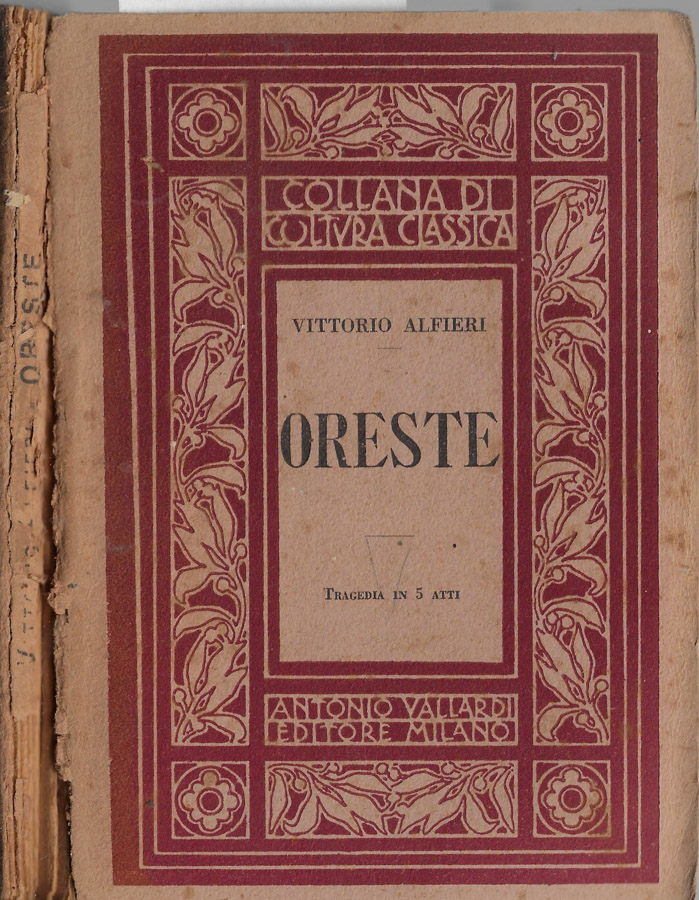 COLLANA DI
COLTVRA CLASSICA
VITTORIO ALFIERI
ORESTE
TRAGEDIA IN 5 ATTI
ANTONIO VALLARDI
EDITORE MILANO
ORESTE